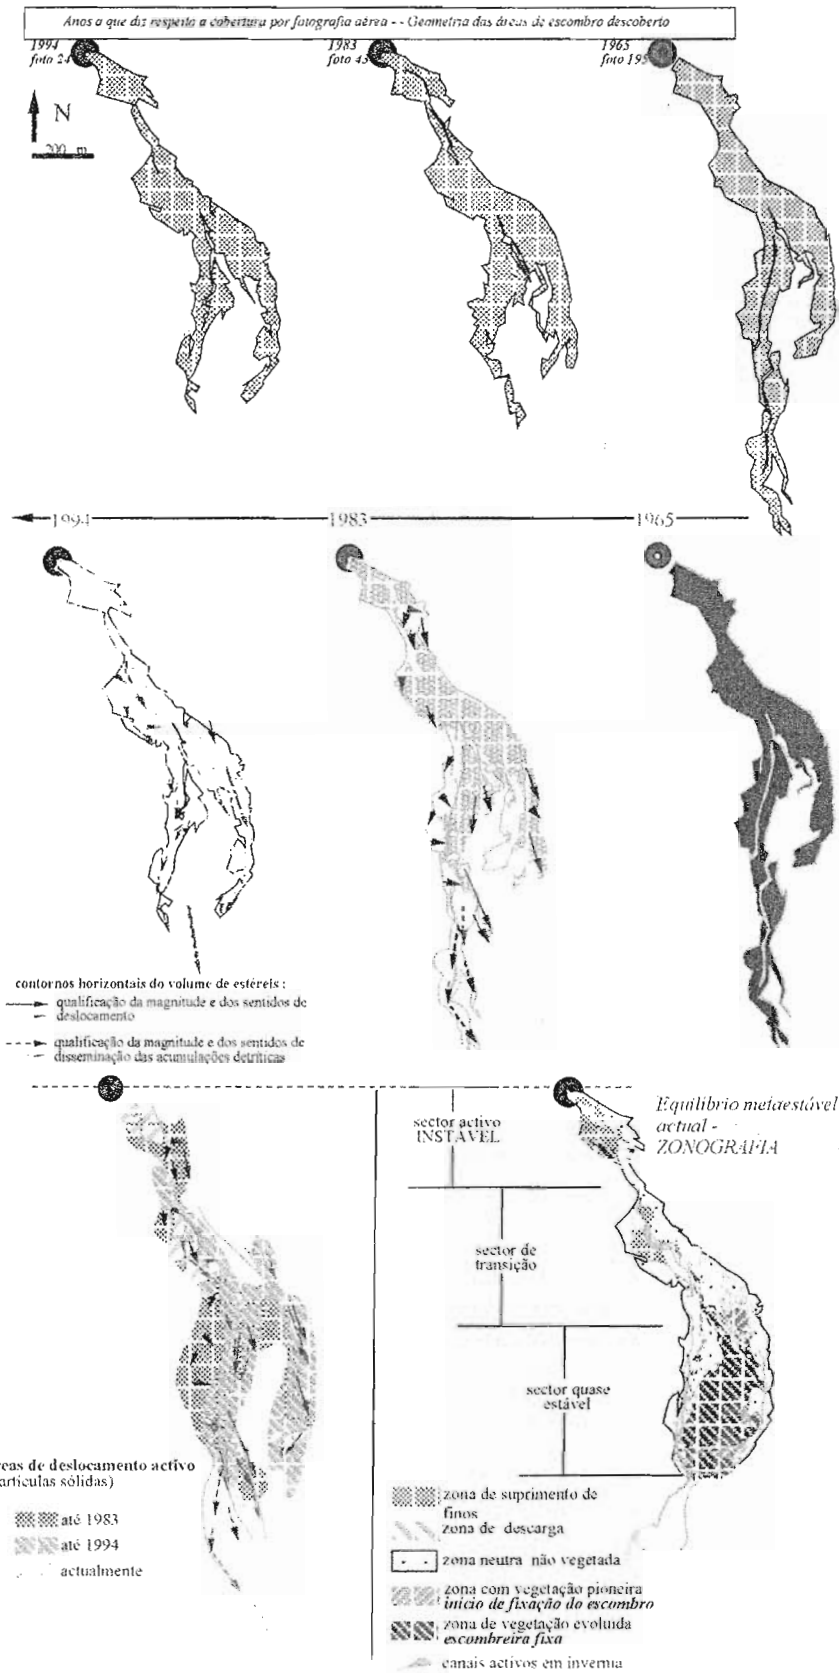 Anos a que diz respeito a cobertura por fotografia aérea - - Geometria das áreas de escombro descoberto
1994
foto 24
1983
foto 43
1965
foto 195
N
200 m
1994
1983
1965
contornos horizontais do volume de estéreis :
qualificação da magnitude e dos sentidos de
deslocamento
qualificação da magnitude e dos sentidos de
disseminação das acumulações detríticas
sector activo
INSTÁVEL
Equilíbrio metaestável
actual -
ZONOGRAFIA
sector de
transição
sector quase
estável
eas de deslocamento activo
artículas sólidas)
até 1983
até 1994
actualmente
zona de suprimento de
finos
zona de descarga
zona neutra não vegetada
zona com vegetação pioneira
início de fixação do escombro
zona de vegetação evoluida
escombreira fixa
canais activos em invernia